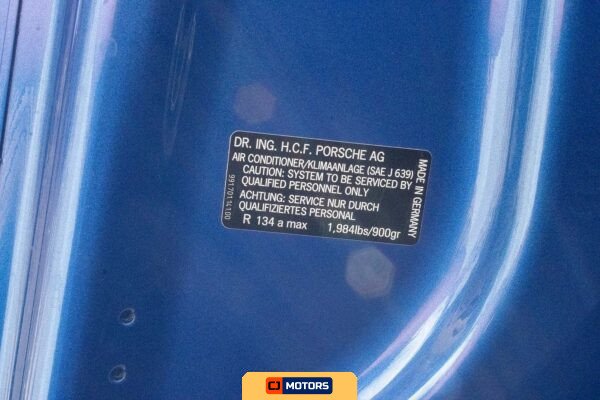 DR. ING. H.C.F. PORSCHE AG
AIR CONDITIONER/KLIMAANLAGE (SAE J 639)
CAUTION: SYSTEM TO BE SERVICED BY
QUALIFIED PERSONNEL ONLY
ACHTUNG: SERVICE NUR DURCH
QUALIFIZIERTES PERSONAL
R 134 a max 1,984lbs/900gr
MADE IN GERMANY
CJ MOTORS